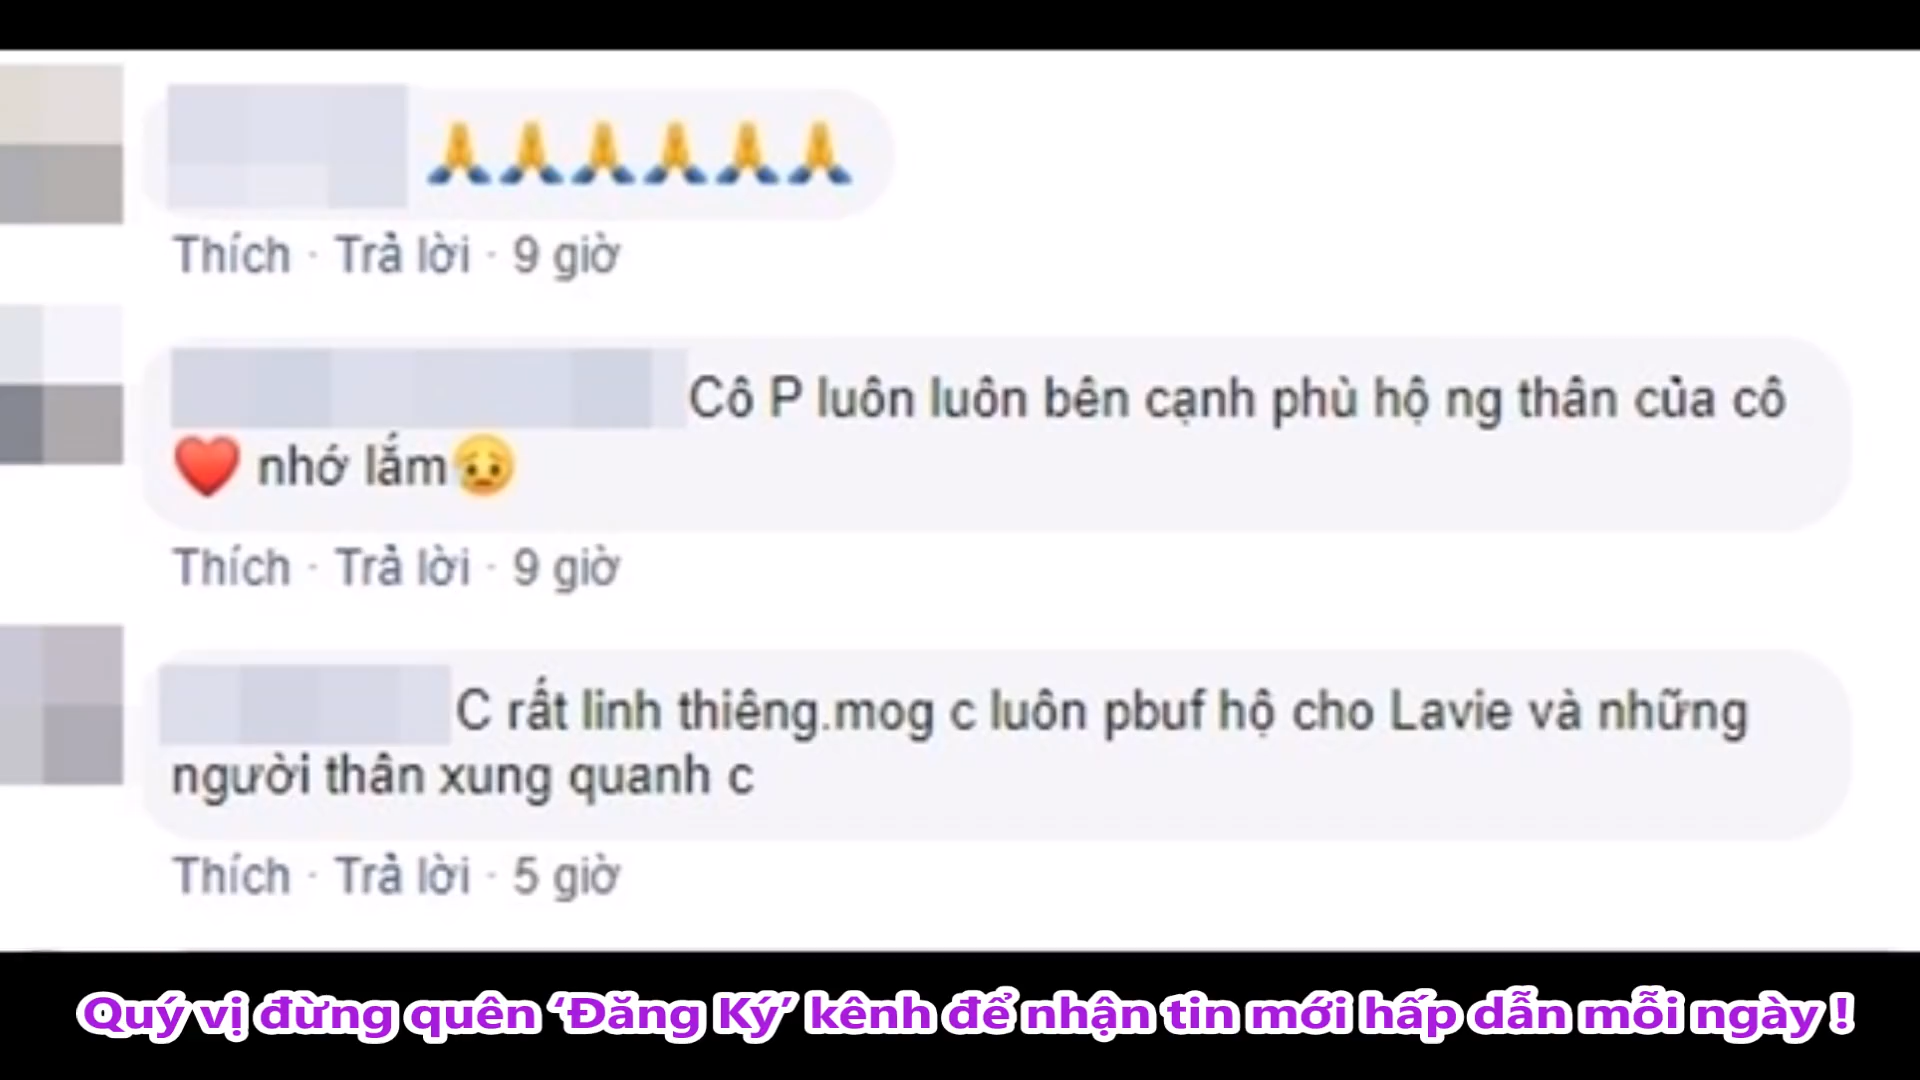 🙏🙏🙏🙏🙏🙏
Thích · Trả lời · 9 giờ
Cô P luôn luôn bên cạnh phù hộ ng thân của cô
❤️ nhớ lắm😥
Thích · Trả lời · 9 giờ
C rất linh thiêng.mog c luôn pbuf hộ cho Lavie và những
người thân xung quanh c
Thích · Trả lời · 5 giờ
Quý vị đừng quên ‘Đăng Ký’ kênh để nhận tin mới hấp dẫn mỗi ngày !